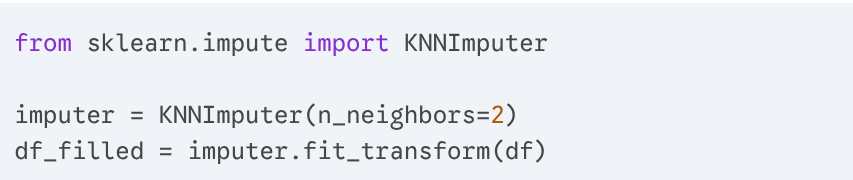 from sklearn.impute import KNNImputer
imputer = KNNImputer(n_neighbors=2)
df_filled = imputer.fit_transform(df)